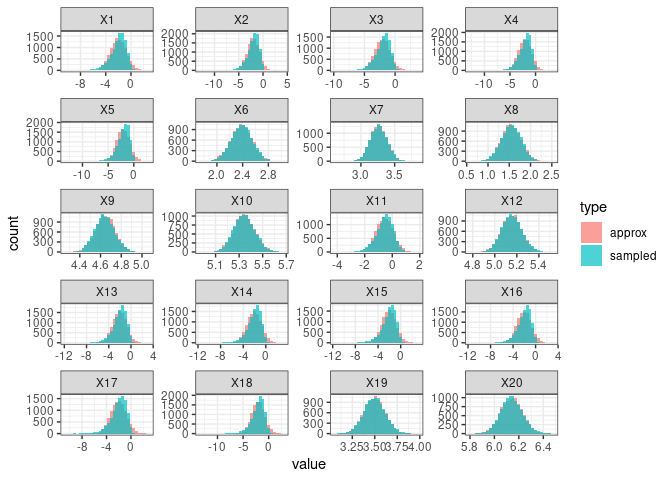 X1 X2 X3 X4
1500 1000 500 0
-8 -4 0
2000 1500 1000 500 0
-10 -5 0 5
1500 1000 500 0
-10 -5 0
2000 1500 1000 500 0
-10 -5 0
X5 X6 X7 X8
2000 1500 1000 500 0
-10 -5 0
900 600 300 0
2.0 2.4 2.8
1000 500 0
3.0 3.5
900 600 300 0
0.5 1.0 1.5 2.0 2.5
X9 X10 X11 X12
900 600 300 0
4.4 4.6 4.8 5.0
1000 750 500 250 0
5.1 5.3 5.5 5.7
1000 500 0
-4 -2 0 2
900 600 300 0
4.8 5.0 5.2 5.4
X13 X14 X15 X16
1500 1000 500 0
-12 -8 -4 0 4
1500 1000 500 0
-12 -8 -4 0
1500 1000 500 0
-12 -8 -4 0
1500 1000 500 0
-12 -8 -4 0 4
X17 X18 X19 X20
1500 1000 500 0
-8 -4 0
2000 1500 1000 500 0
-10 -5 0
900 600 300 0
3.25 3.50 3.75 4.00
1000 750 500 250 0
5.8 6.0 6.2 6.4
count
value
type
approx
sampled